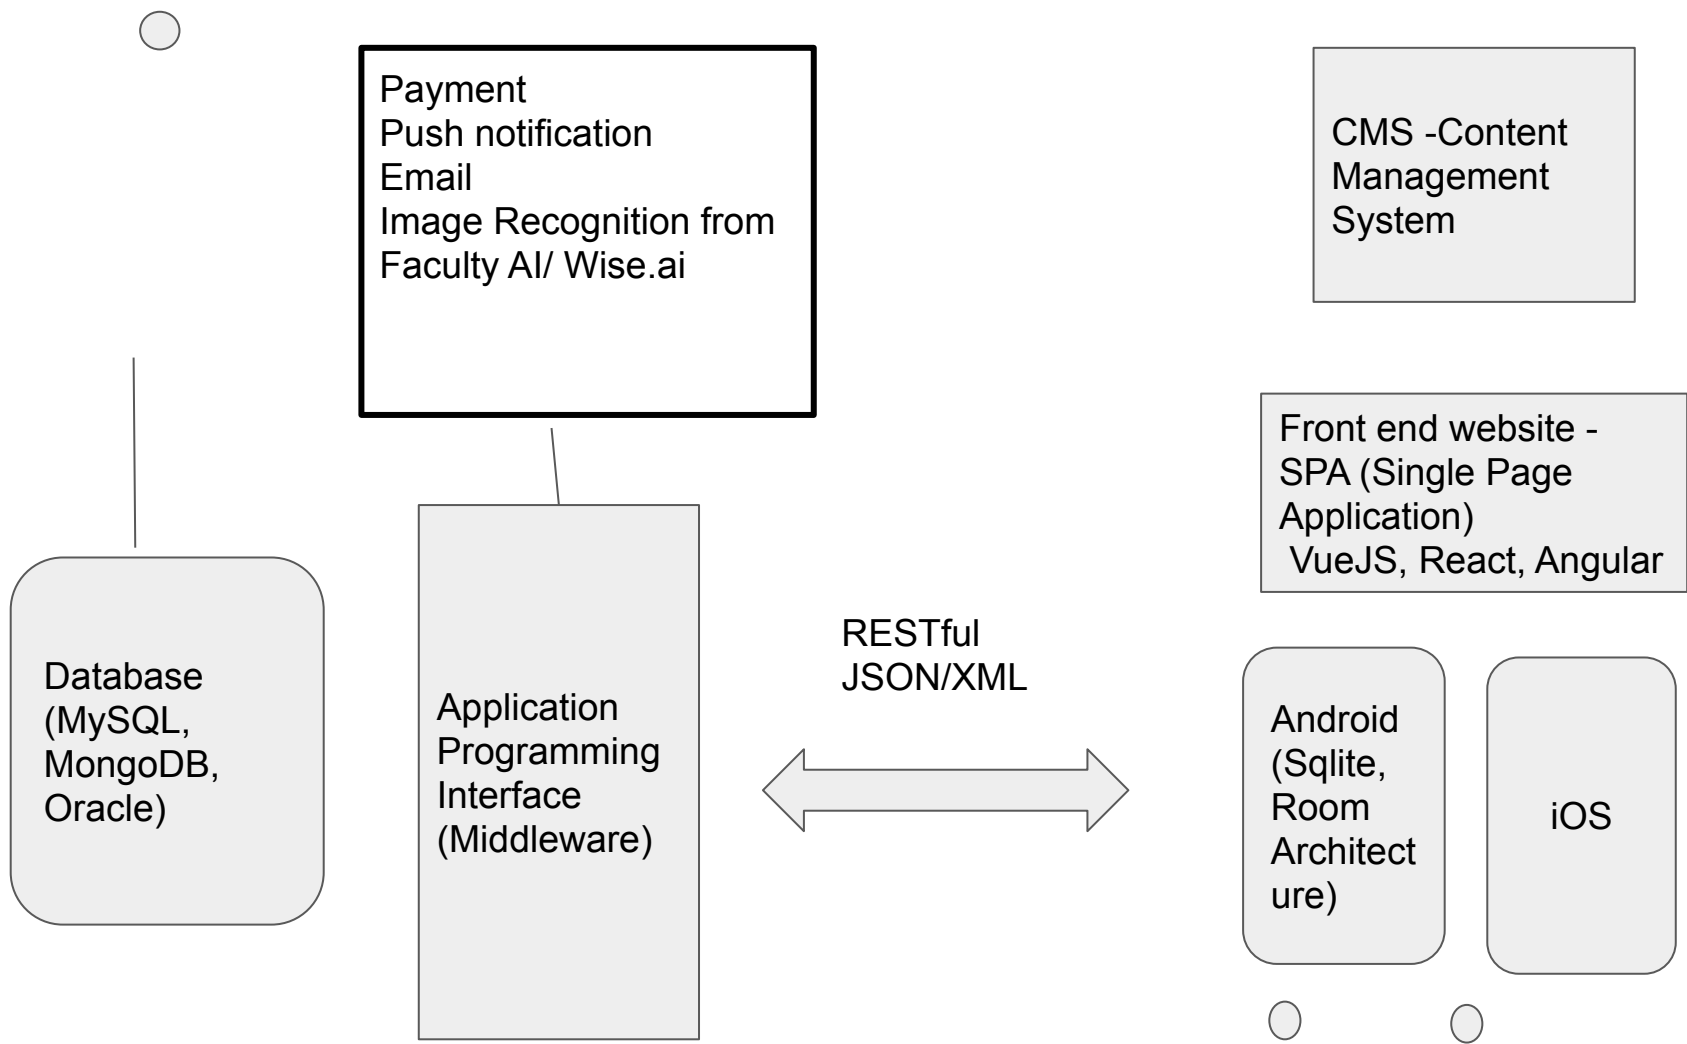 Payment
Push notification
Email
Image Recognition from
Faculty AI/ Wise.ai
CMS -Content
Management
System
Front end website -
SPA (Single Page
Application)
VueJS, React, Angular
Database
(MySQL,
MongoDB,
Oracle)
Application
Programming
Interface
(Middleware)
RESTful
JSON/XML
Android
(Sqlite,
Room
Architect
ure)
iOS